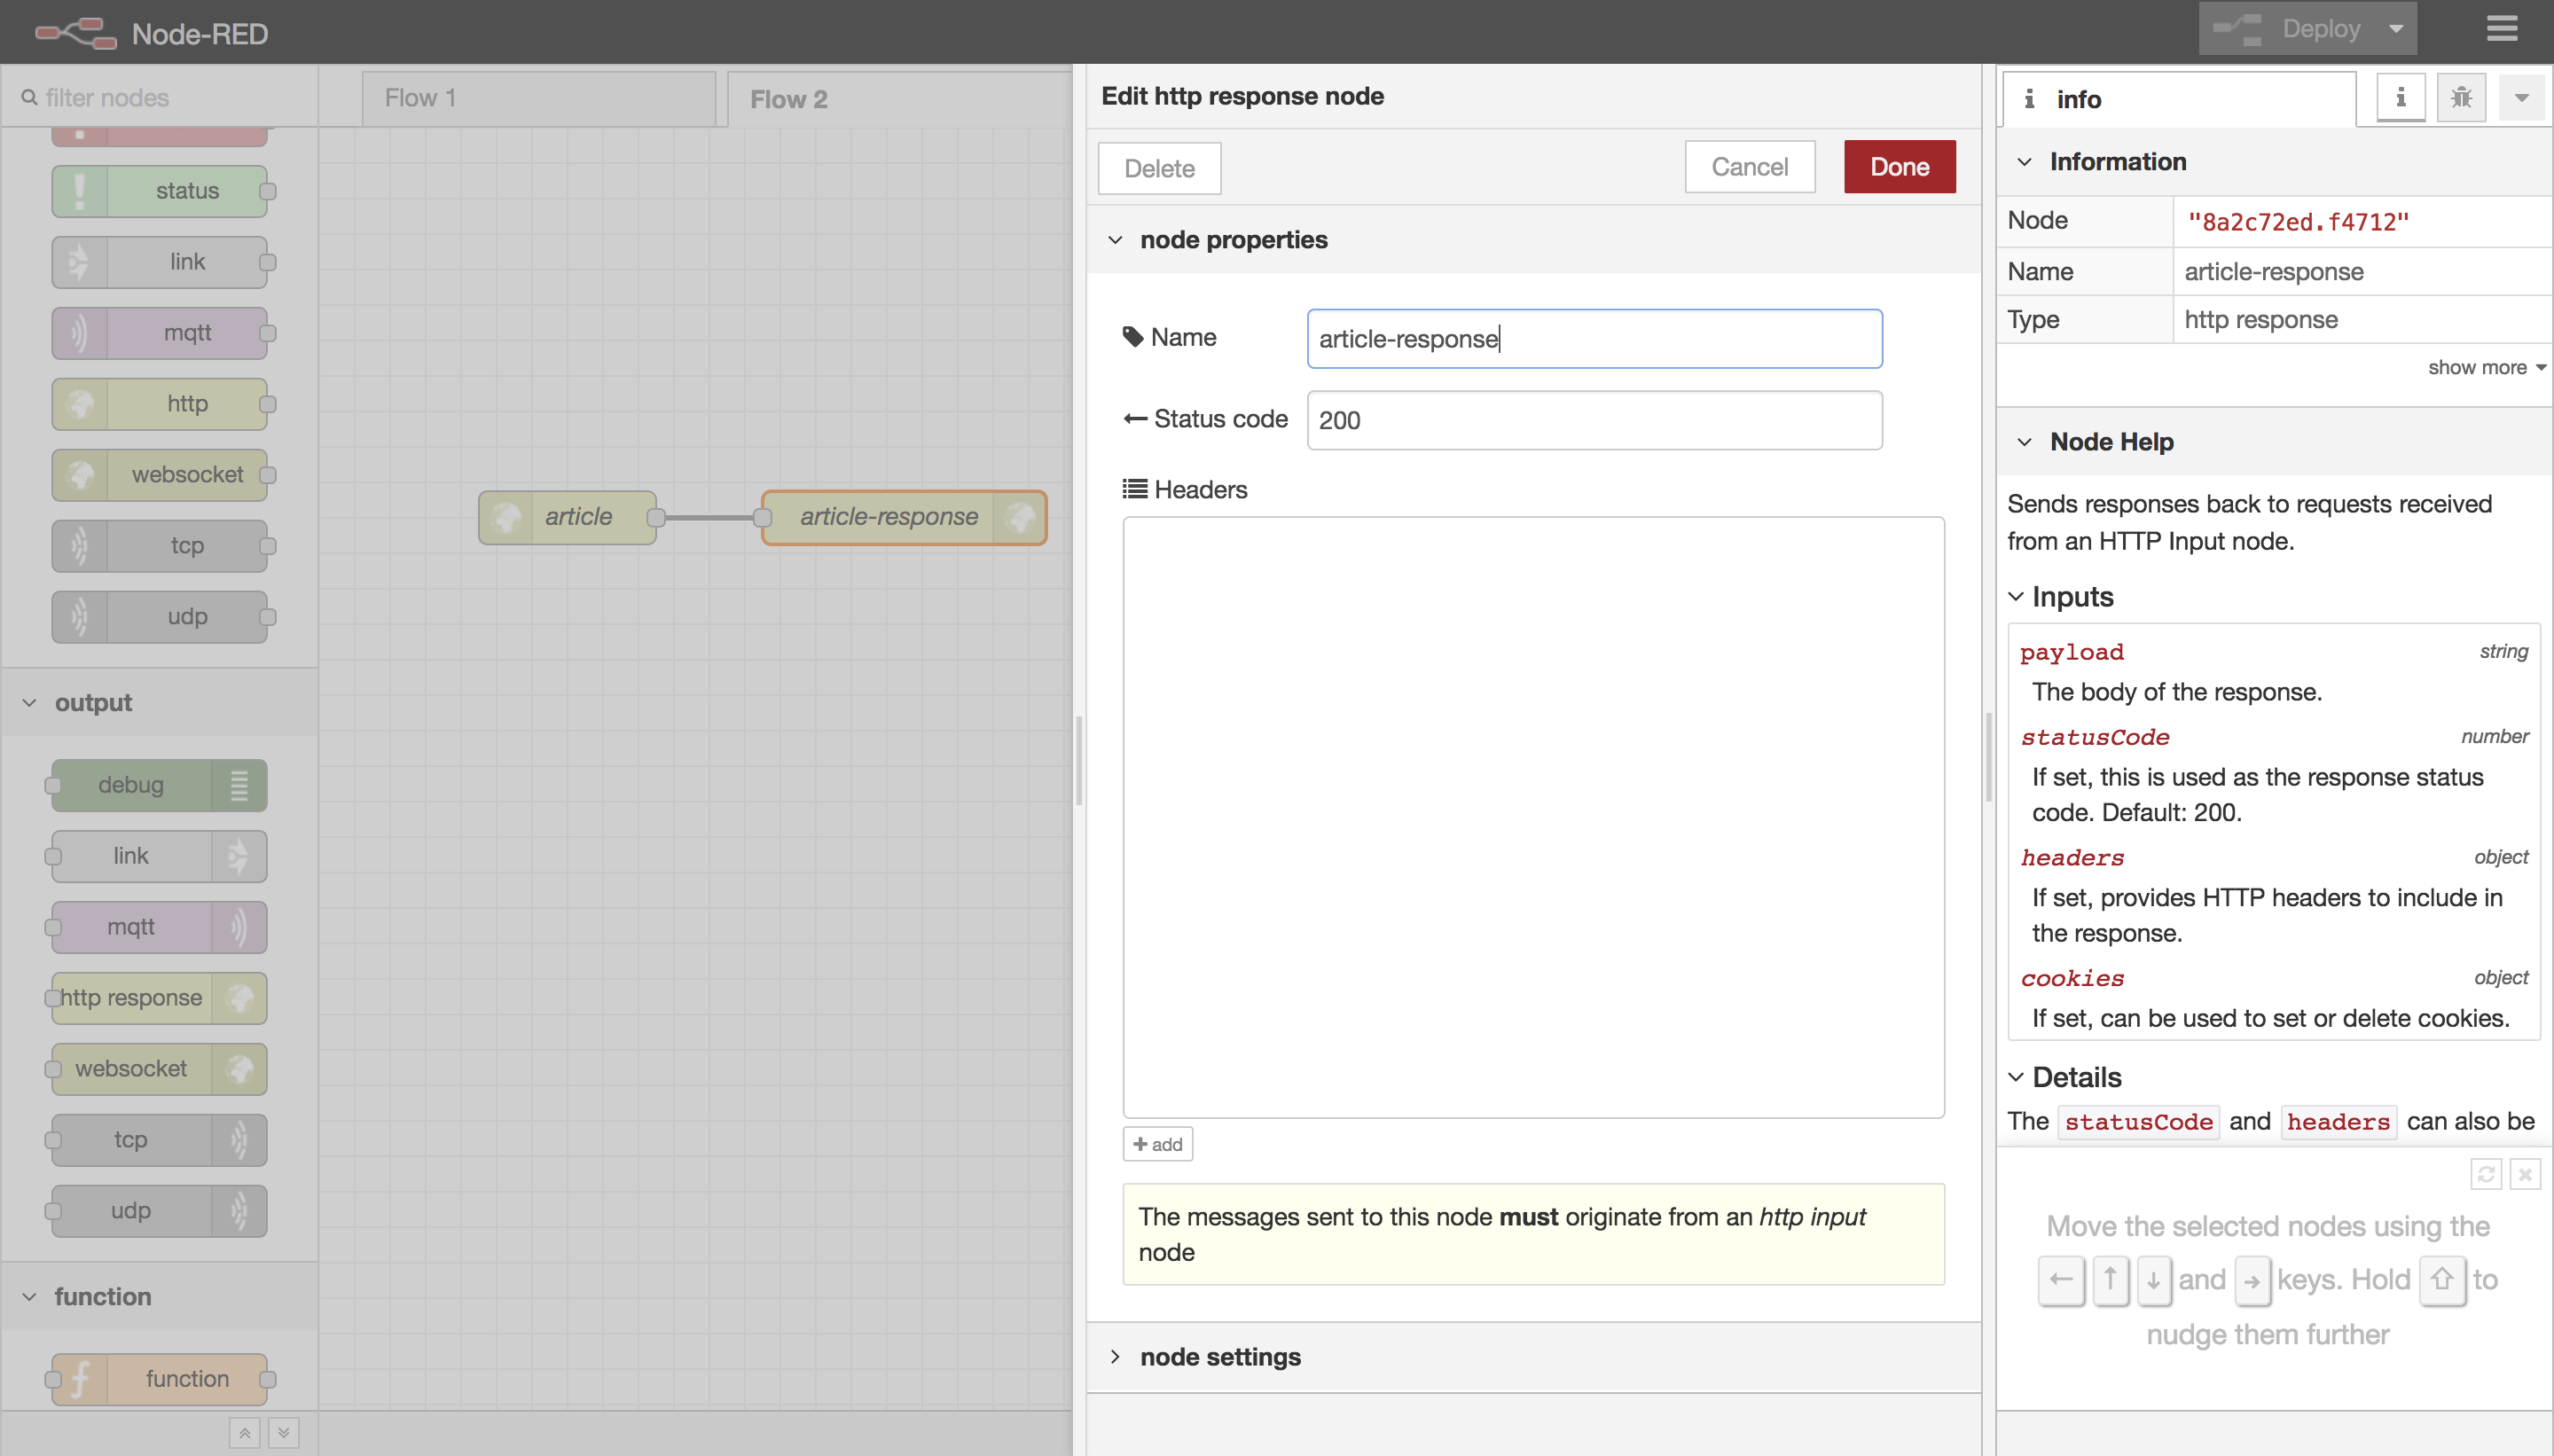 Node-RED
Deploy
filter nodes
status
link
mqtt
http
websocket
tcp
udp
output
debug
link
mqtt
http response
websocket
tcp
udp
function
function
Flow 1
Flow 2
article
article-response
Edit http response node
Delete
Cancel
Done
node properties
Name
article-response
Status code
200
Headers
add
The messages sent to this node must originate from an http input
node
node settings
info
Information
Node
"8a2c72ed.f4712"
Name
article-response
Type
http response
show more
Node Help
Sends responses back to requests received
from an HTTP Input node.
Inputs
payload string
The body of the response.
statusCode number
If set, this is used as the response status
code. Default: 200.
headers object
If set, provides HTTP headers to include in
the response.
cookies object
If set, can be used to set or delete cookies.
Details
The statusCode and headers can also be
Move the selected nodes using the
← ↑ ↓ and → keys. Hold ⇧ to
nudge them further